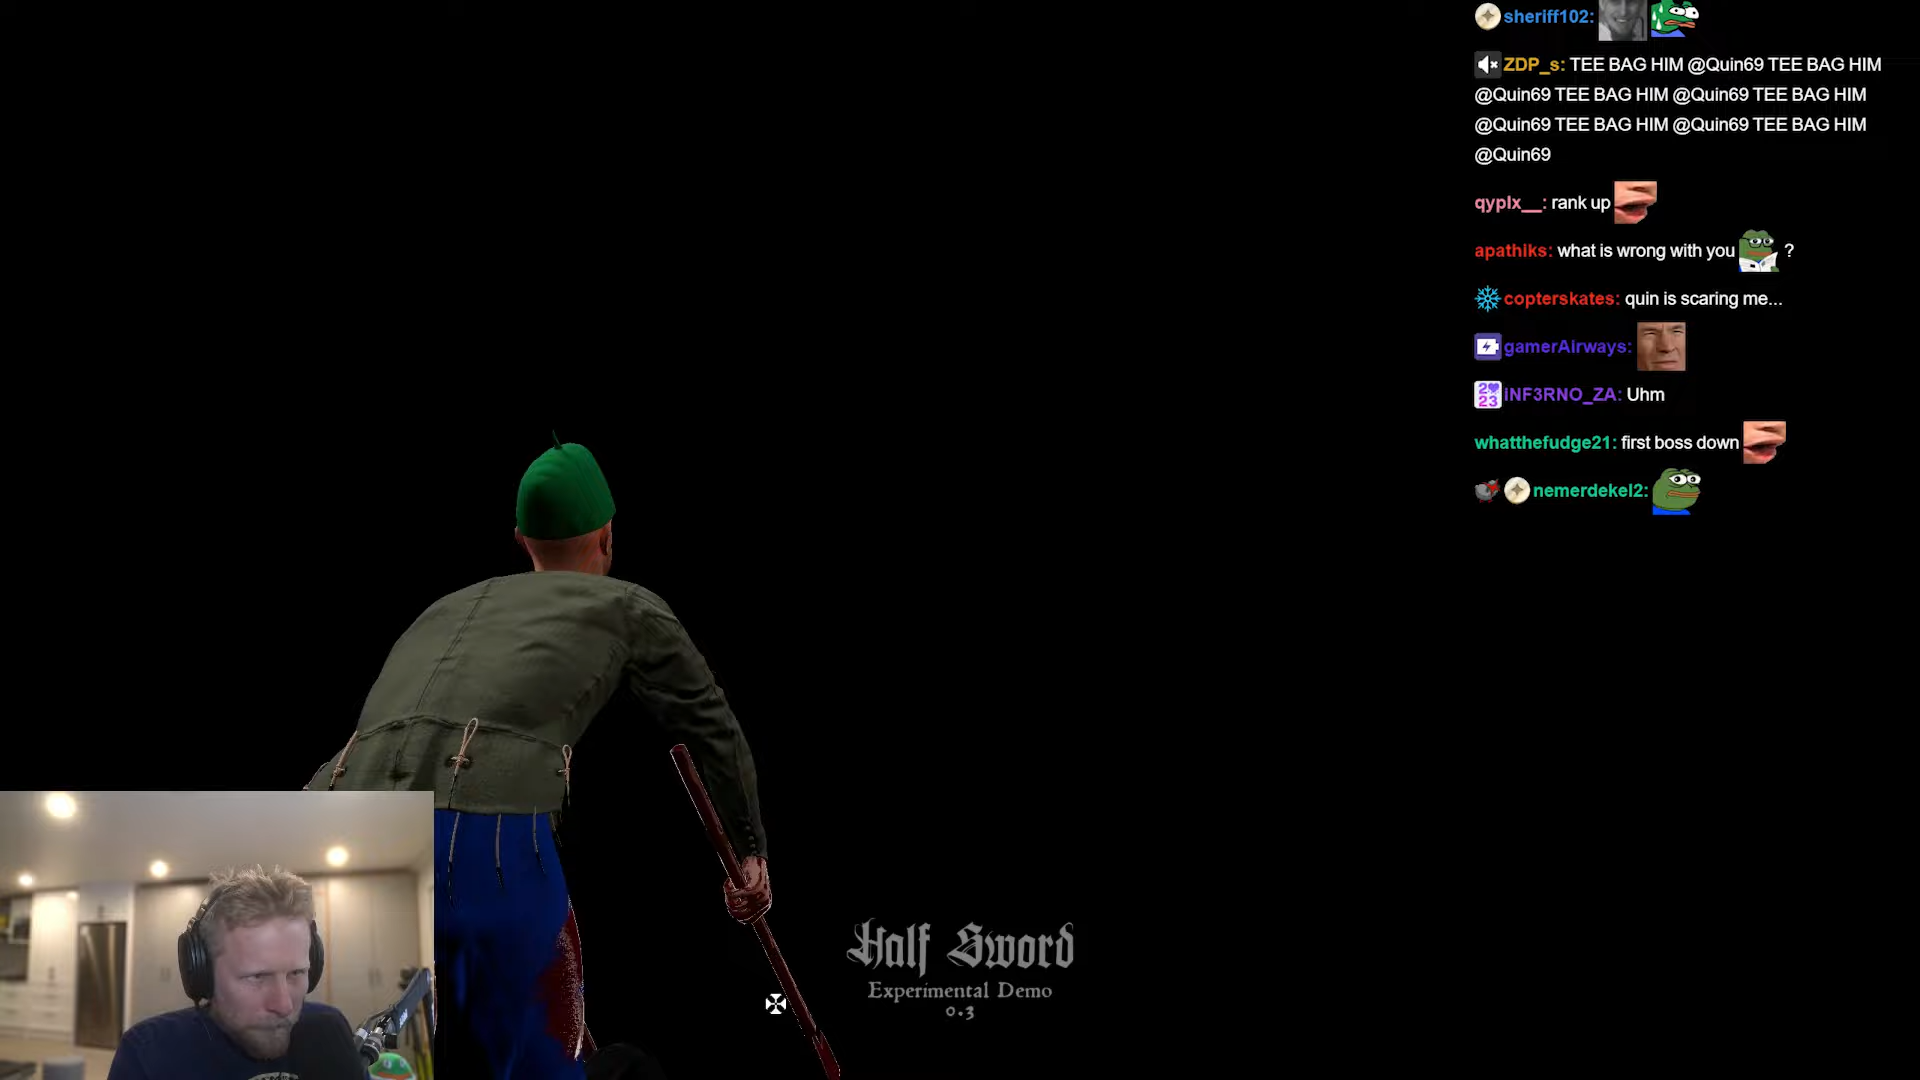 sheriff102:
ZDP_s: TEE BAG HIM @Quin69 TEE BAG HIM
@Quin69 TEE BAG HIM @Quin69 TEE BAG HIM
@Quin69 TEE BAG HIM @Quin69 TEE BAG HIM
@Quin69
qyplx__: rank up
apathiks: what is wrong with you ?
copterskates: quin is scaring me...
gamerAirways:
2023
iNF3RNO_ZA: Uhm
whatthefudge21: first boss down
nemerdekel2:
Half Sword
Experimental Demo
0.3